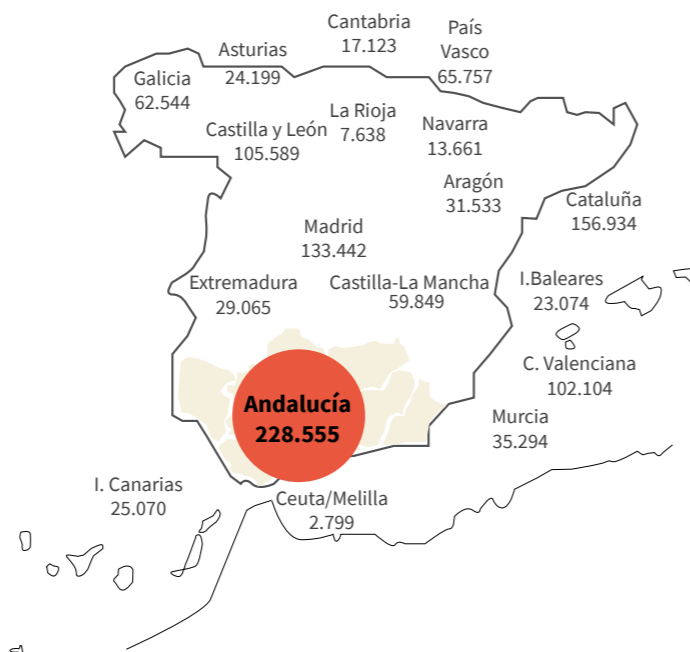 Cantabria
17.123
País
Vasco
65.757
Asturias
24.199
Galicia
62.544
La Rioja
7.638
Navarra
13.661
Castilla y León
105.589
Aragón
31.533
Cataluña
156.934
Madrid
133.442
Extremadura
29.065
Castilla-La Mancha
59.849
I.Baleares
23.074
C. Valenciana
102.104
Andalucía
228.555
Murcia
35.294
I. Canarias
25.070
Ceuta/Melilla
2.799